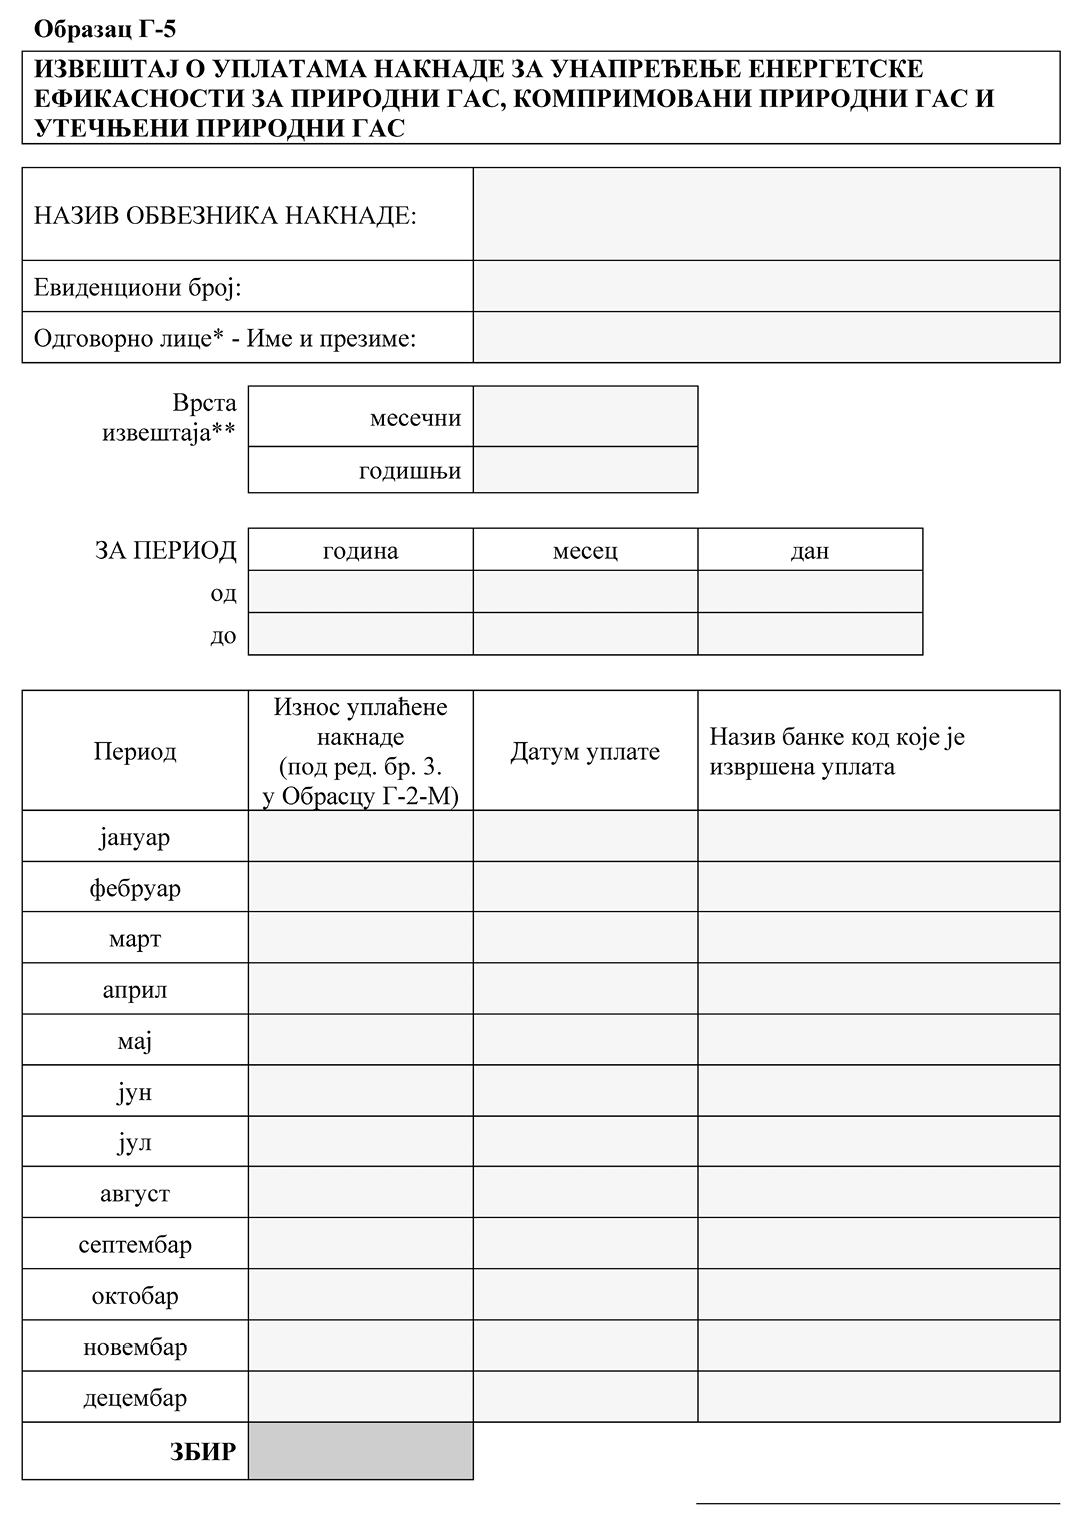 Образац Г-5
ИЗВЕШТАЈ О УПЛАТАМА НАКНАДЕ ЗА УНАПРЕЂЕЊЕ ЕНЕРГЕТСКЕ
ЕФИКАСНОСТИ ЗА ПРИРОДНИ ГАС, КОМПРИМОВАНИ ПРИРОДНИ ГАС И
УТЕЧЊЕНИ ПРИРОДНИ ГАС
НАЗИВ ОБВЕЗНИКА НАКНАДЕ:
Евиденциони број:
Одговорно лице* - Име и презиме:
Врста
извештаја**
месечни
годишњи
ЗА ПЕРИОД
година
месец
дан
од
до
Период
Износ уплаћене
накнаде
(под ред. бр. 3.
у Обрасцу Г-2-М)
Датум уплате
Назив банке код које је
извршена уплата
јануар
фебруар
март
април
мај
јун
јул
август
септембар
октобар
новембар
децембар
ЗБИР